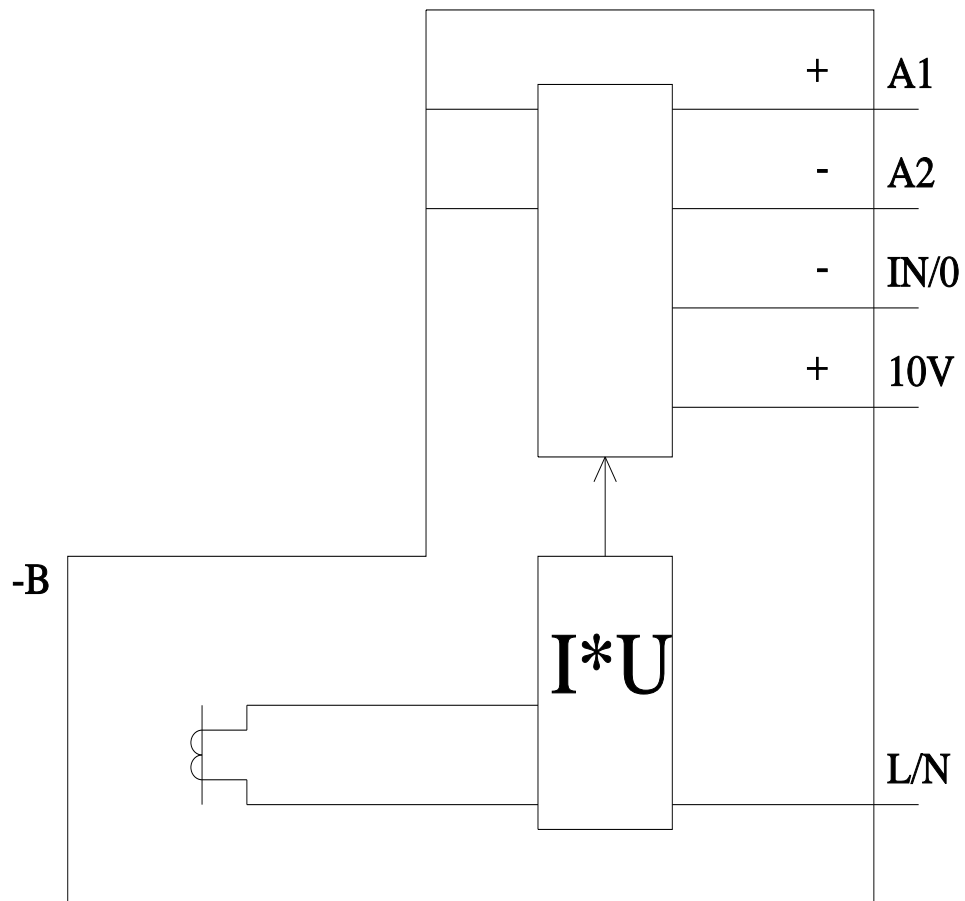 + A1
- A2
- IN/0
+ 10V
-B
I*U
L/N